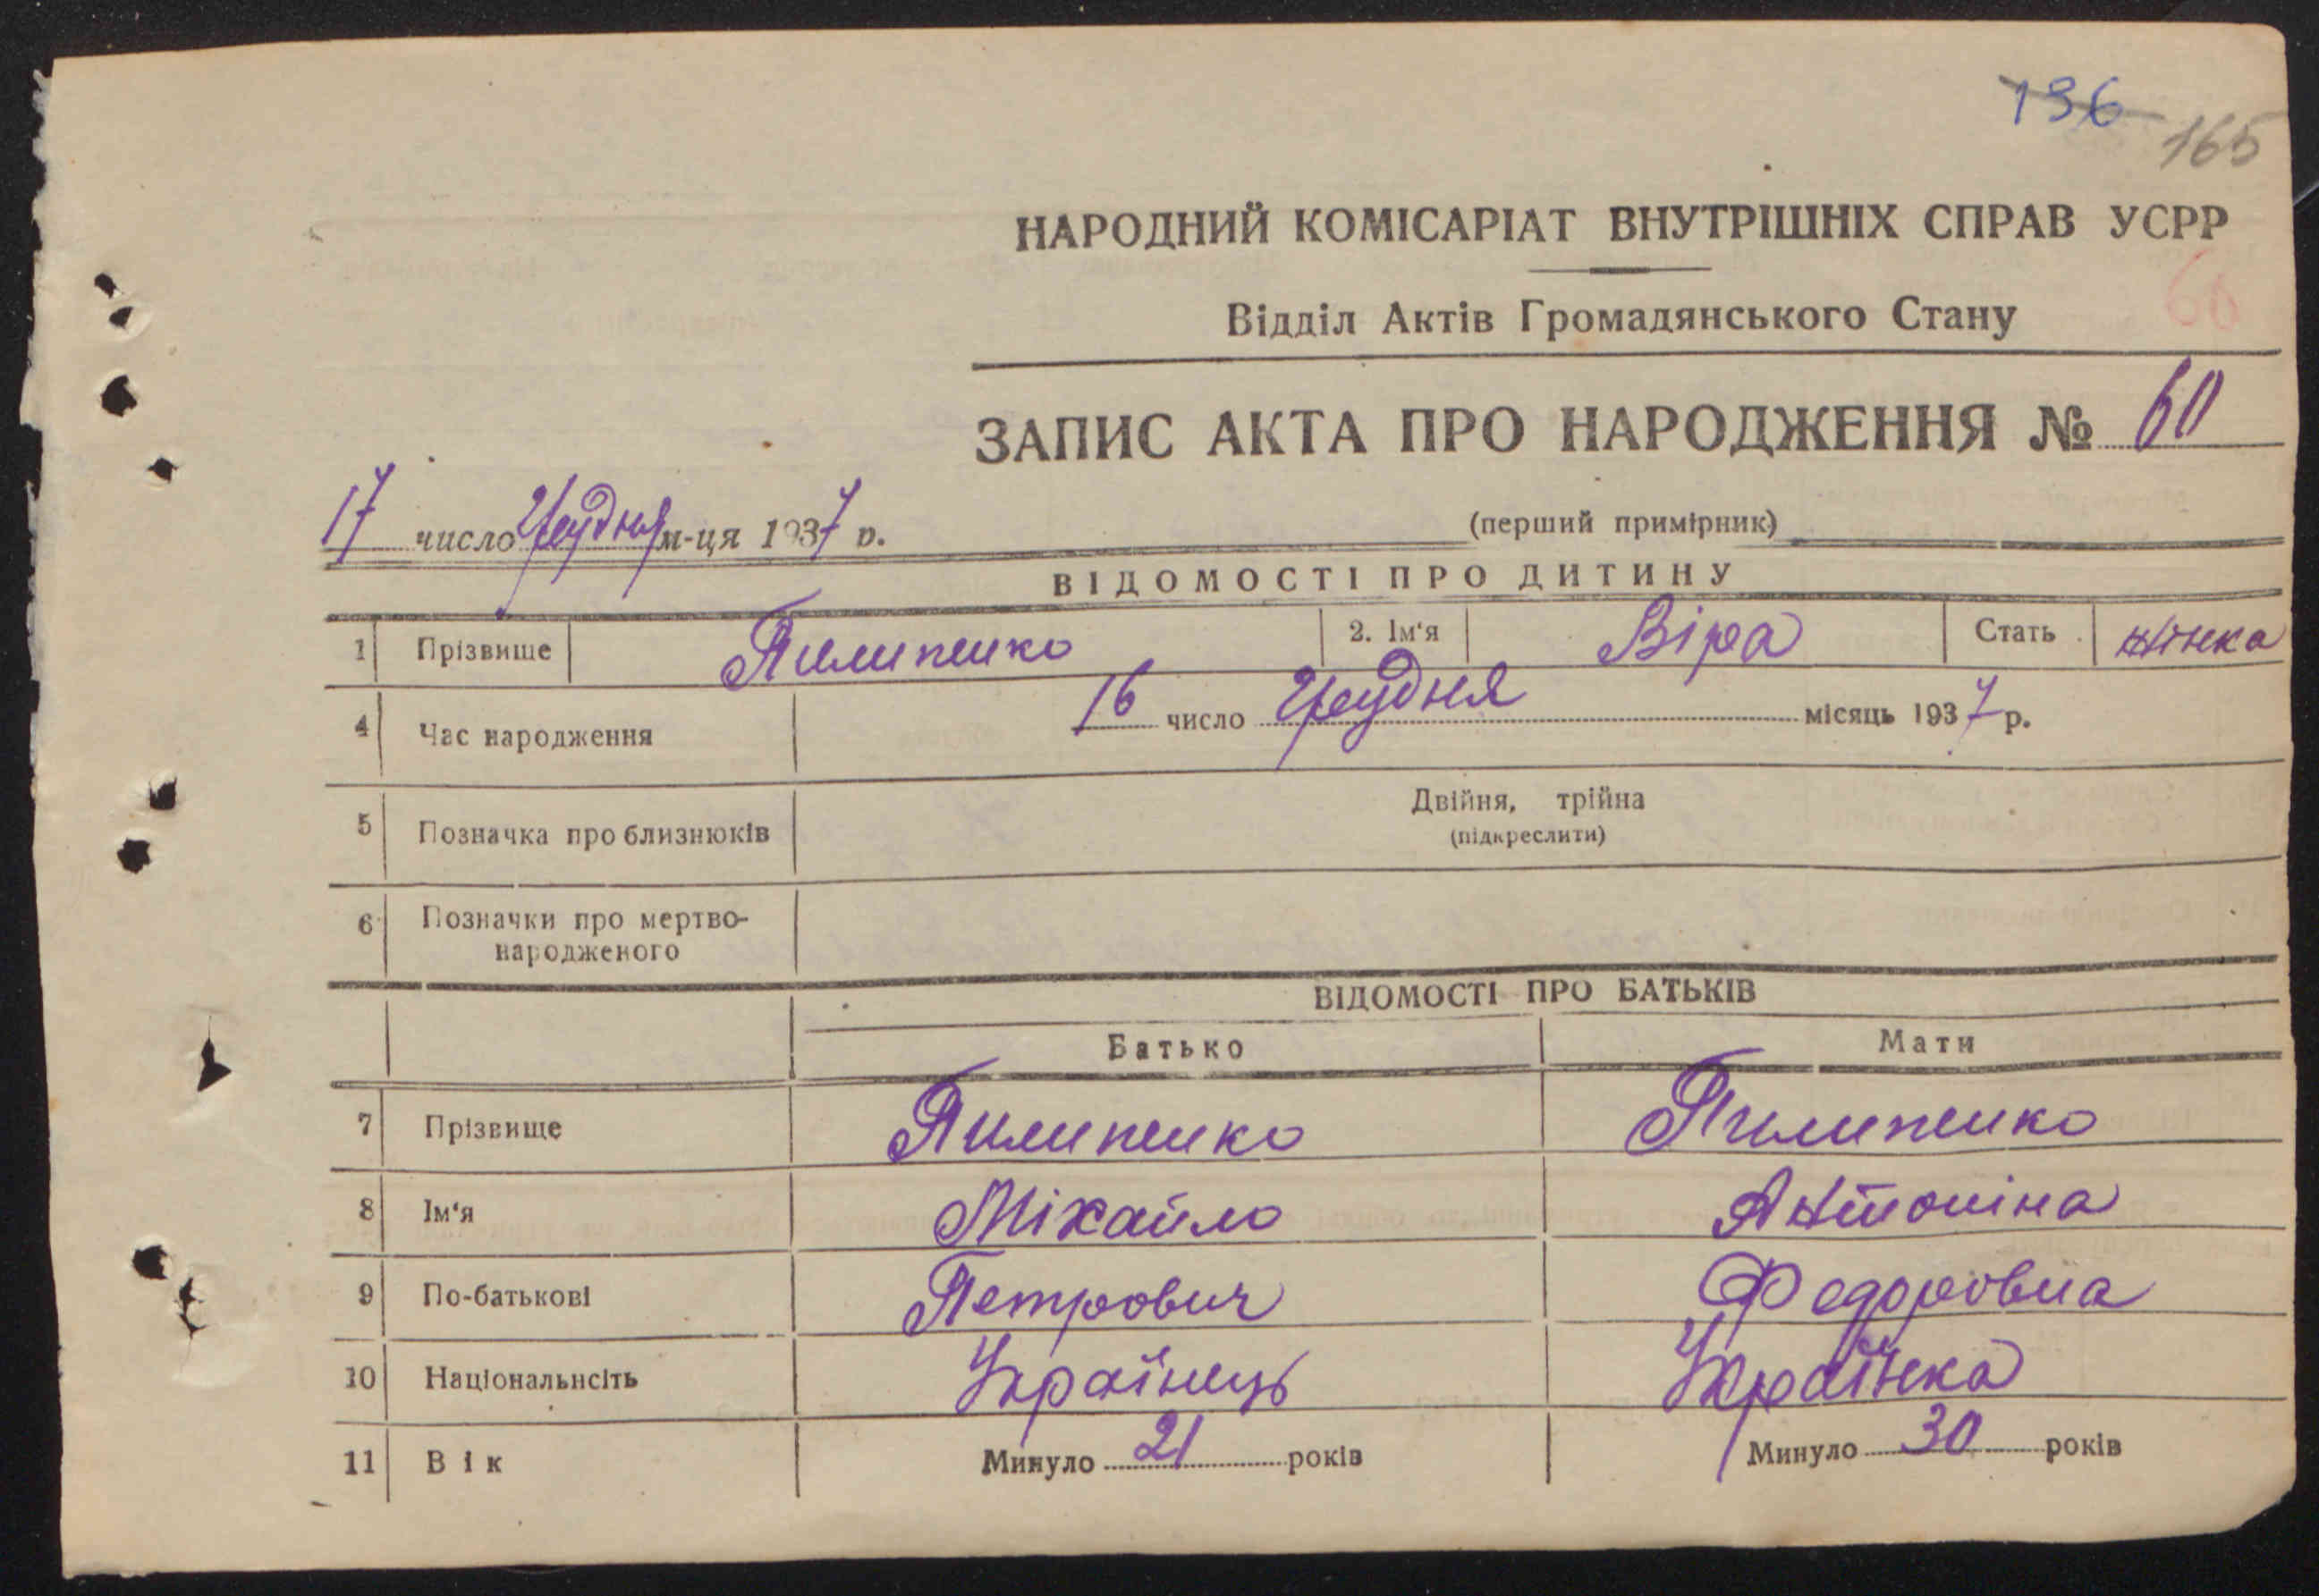 136
165
НАРОДНИЙ КОМІСАРІАТ ВНУТРІШНІХ СПРАВ УСРР
60
Відділ Актів Громадянського Стану
ЗАПИС АКТА ПРО НАРОДЖЕННЯ № 60
17 число Грудня м-ця 1937 р.
(перший примірник)
ВІДОМОСТІ ПРО ДИТИНУ
1 Прізвище Пилипенко 2. Ім'я Віра Стать жінка
4 Час народження 16 число Грудня місяць 1937 р.
5 Позначка про близнюків Двійня, трійна
(підкреслити)
6 Позначки про мертво-
народженого
ВІДОМОСТІ ПРО БАТЬКІВ
Батько Мати
7 Прізвище Пилипенко Пилипенко
8 Ім'я Міхайло Антоніна
9 По-батькові Петрович Федоровна
10 Національнсіть Українець Українка
11 Вік Минуло 21 років Минуло 30 років